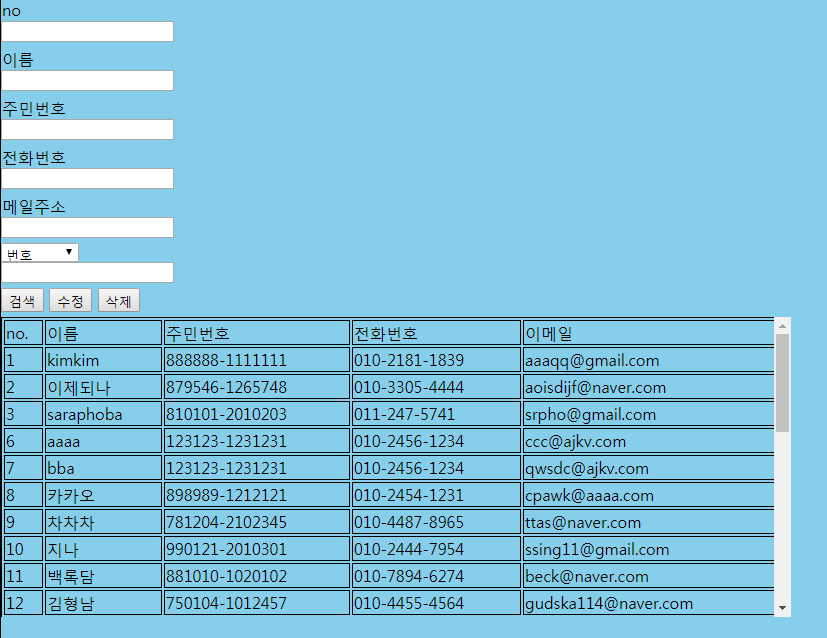 no
이름
주민번호
전화번호
메일주소
번호
검색 수정 삭제
no. 이름 주민번호 전화번호 이메일
1 kimkim 888888-1111111 010-2181-1839 aaaqq@gmail.com
2 이제되나 879546-1265748 010-3305-4444 aoisdijf@naver.com
3 saraphoba 810101-2010203 011-247-5741 srpho@gmail.com
6 aaaa 123123-1231231 010-2456-1234 ccc@ajkv.com
7 bba 123123-1231231 010-2456-1234 qwsdc@ajkv.com
8 카카오 898989-1212121 010-2454-1231 cpawk@aaaa.com
9 차차차 781204-2102345 010-4487-8965 ttas@naver.com
10 지나 990121-2010301 010-2444-7954 ssing11@gmail.com
11 백록담 881010-1020102 010-7894-6274 beck@naver.com
12 김형남 750104-1012457 010-4455-4564 gudska114@naver.com